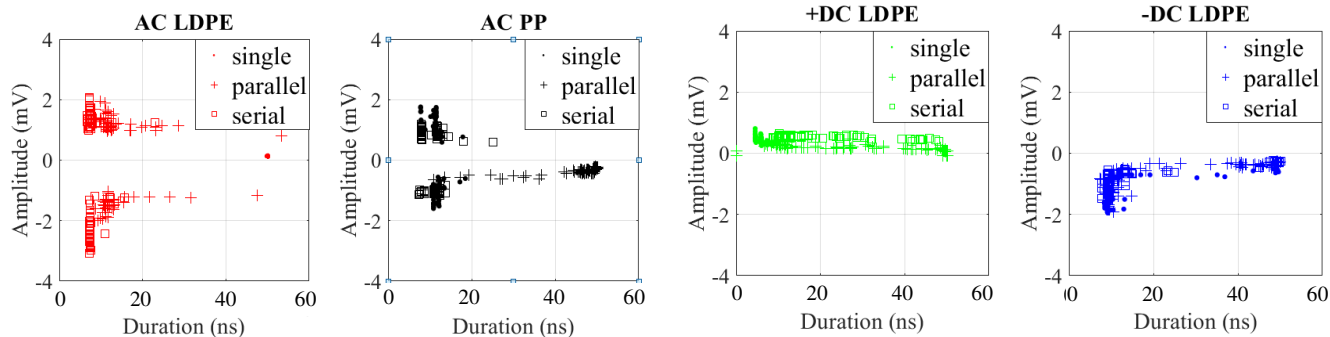 AC LDPE
4
2
0
-2
-4
0
20
40
60
Amplitude (mV)
Duration (ns)
single
parallel
serial
AC PP
4
2
0
-2
-4
0
20
40
60
Amplitude (mV)
Duration (ns)
single
parallel
serial
+DC LDPE
4
2
0
-2
-4
0
20
40
60
Amplitude (mV)
Duration (ns)
single
parallel
serial
-DC LDPE
4
2
0
-2
-4
0
20
40
60
Amplitude (mV)
Duration (ns)
single
parallel
serial